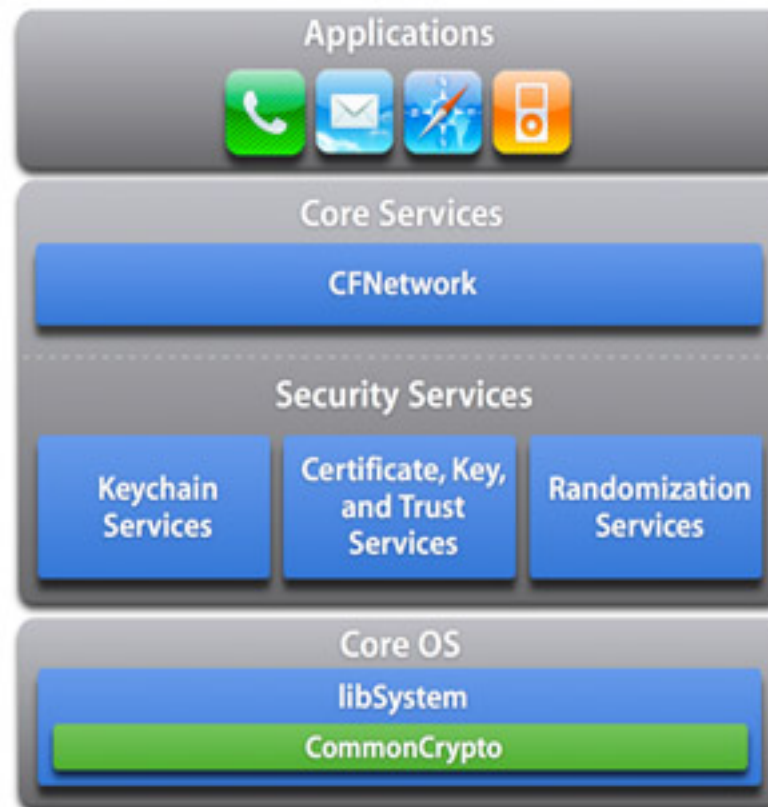 Applications
Core Services
CFNetwork
Security Services
Keychain
Services
Certificate, Key,
and Trust
Services
Randomization
Services
Core OS
libSystem
CommonCrypto